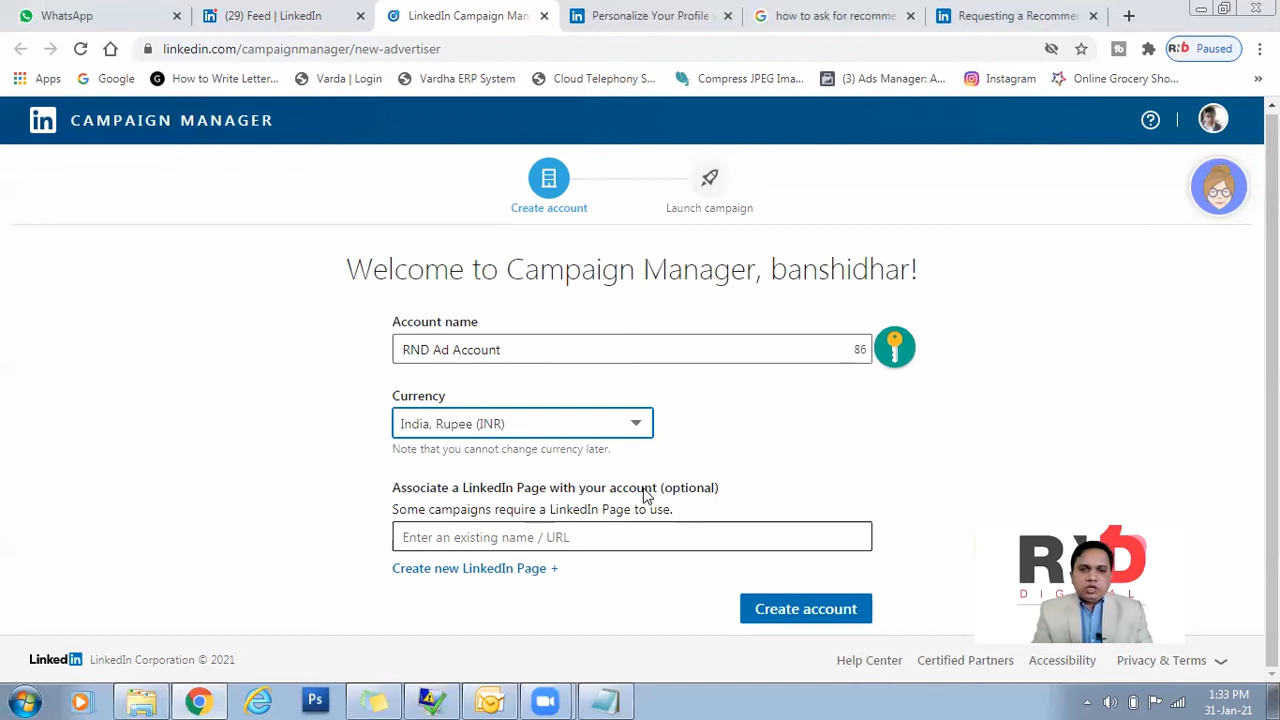 WhatsApp
(29) Feed | LinkedIn
LinkedIn Campaign Man
Personalize Your Profile
how to ask for recomme
Requesting a Recomme
linkedin.com/campaignmanager/new-advertiser
Paused
Apps
Google
How to Write Letter...
Varda | Login
Vardha ERP System
Cloud Telephony S...
Compress JPEG Ima...
(3) Ads Manager: A...
Instagram
Online Grocery Sho...
»
in CAMPAIGN MANAGER
Create account
Launch campaign
Welcome to Campaign Manager, banshidhar!
Account name
RND Ad Account
86
Currency
India, Rupee (INR)
Note that you cannot change currency later.
Associate a LinkedIn Page with your account (optional)
Some campaigns require a LinkedIn Page to use.
Enter an existing name / URL
Create new LinkedIn Page +
Create account
LinkedIn LinkedIn Corporation © 2021
Help Center
Certified Partners
Accessibility
Privacy & Terms
Ps
1:33 PM
31-Jan-21